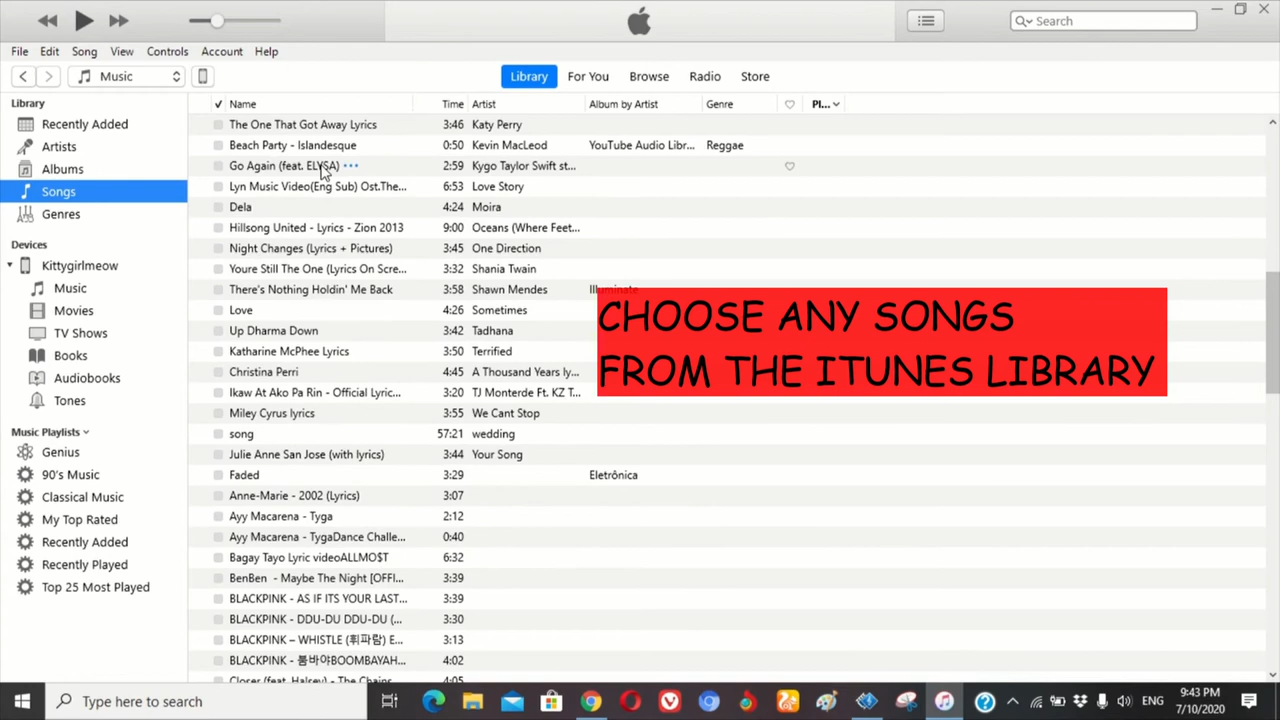 Search
File Edit Song View Controls Account Help
Music
Library For You Browse Radio Store
Library
Recently Added
Artists
Albums
Songs
Genres
Devices
Kittygirlmeow
Music
Movies
TV Shows
Books
Audiobooks
Tones
Music Playlists
Genius
90's Music
Classical Music
My Top Rated
Recently Added
Recently Played
Top 25 Most Played
Name Time Artist Album by Artist Genre Pl...
The One That Got Away Lyrics 3:46 Katy Perry
Beach Party - Islandesque 0:50 Kevin MacLeod YouTube Audio Libr... Reggae
Go Again (feat. ELYSA) ••• 2:59 Kygo Taylor Swift st...
Lyn Music Video(Eng Sub) Ost.The... 6:53 Love Story
Dela 4:24 Moira
Hillsong United - Lyrics - Zion 2013 9:00 Oceans (Where Feet...
Night Changes (Lyrics + Pictures) 3:45 One Direction
Youre Still The One (Lyrics On Scre... 3:32 Shania Twain
There's Nothing Holdin' Me Back 3:58 Shawn Mendes Illuminate
Love 4:26 Sometimes
Up Dharma Down 3:42 Tadhana
Katharine McPhee Lyrics 3:50 Terrified
Christina Perri 4:45 A Thousand Years ly...
Ikaw At Ako Pa Rin - Official Lyric... 3:20 TJ Monterde Ft. KZ T...
Miley Cyrus lyrics 3:55 We Cant Stop
song 57:21 wedding
Julie Anne San Jose (with lyrics) 3:44 Your Song
Faded 3:29 Eletrônica
Anne-Marie - 2002 (Lyrics) 3:07
Ayy Macarena - Tyga 2:12
Ayy Macarena - TygaDance Challe... 0:40
Bagay Tayo Lyric videoALLMO$T 6:32
BenBen - Maybe The Night [OFFI... 3:39
BLACKPINK - AS IF ITS YOUR LAST... 3:39
BLACKPINK - DDU-DU DDU-DU (... 3:30
BLACKPINK – WHISTLE (휘파람) E... 3:13
BLACKPINK - 붐바야BOOMBAYAH... 4:02
Closer (feat. Halsey) - The Chains... 4:05
CHOOSE ANY SONGS
FROM THE ITUNES LIBRARY
Type here to search
ENG
9:43 PM
7/10/2020